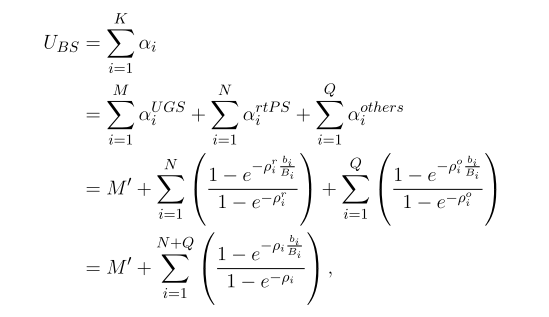 U_{BS} = \sum_{i=1}^{K} \alpha_i
= \sum_{i=1}^{M} \alpha_i^{UGS} + \sum_{i=1}^{N} \alpha_i^{rtPS} + \sum_{i=1}^{Q} \alpha_i^{others}
= M' + \sum_{i=1}^{N} \left( \frac{1 - e^{-\rho_i^r \frac{b_i}{B_i}}}{1 - e^{-\rho_i^r}} \right) + \sum_{i=1}^{Q} \left( \frac{1 - e^{-\rho_i^o \frac{b_i}{B_i}}}{1 - e^{-\rho_i^o}} \right)
= M' + \sum_{i=1}^{N+Q} \left( \frac{1 - e^{-\rho_i \frac{b_i}{B_i}}}{1 - e^{-\rho_i}} \right),